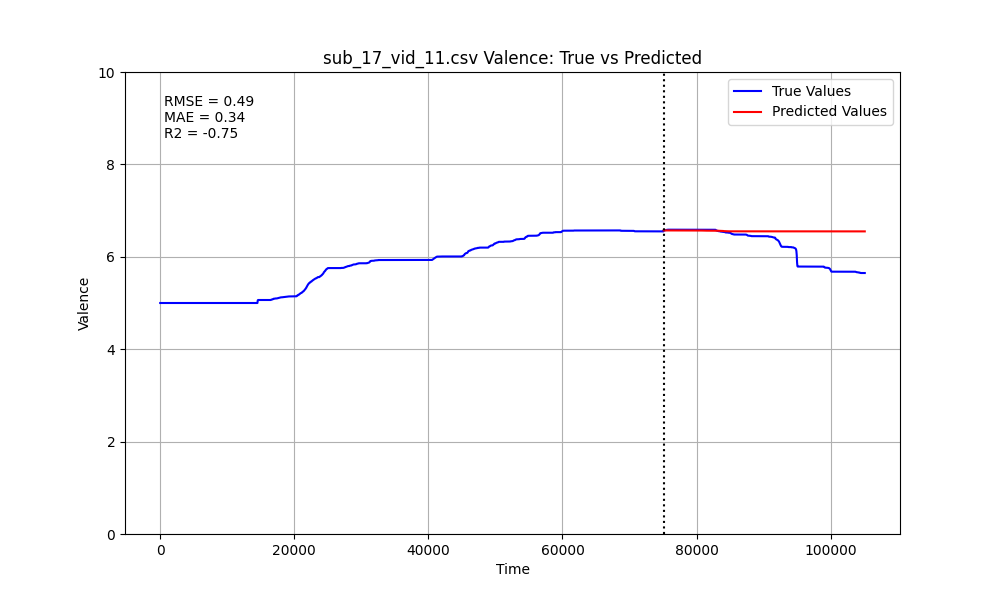 sub_17_vid_11.csv Valence: True vs Predicted
RMSE = 0.49
MAE = 0.34
R2 = -0.75
True Values
Predicted Values
10
8
6
4
2
0
Valence
0
20000
40000
60000
80000
100000
Time